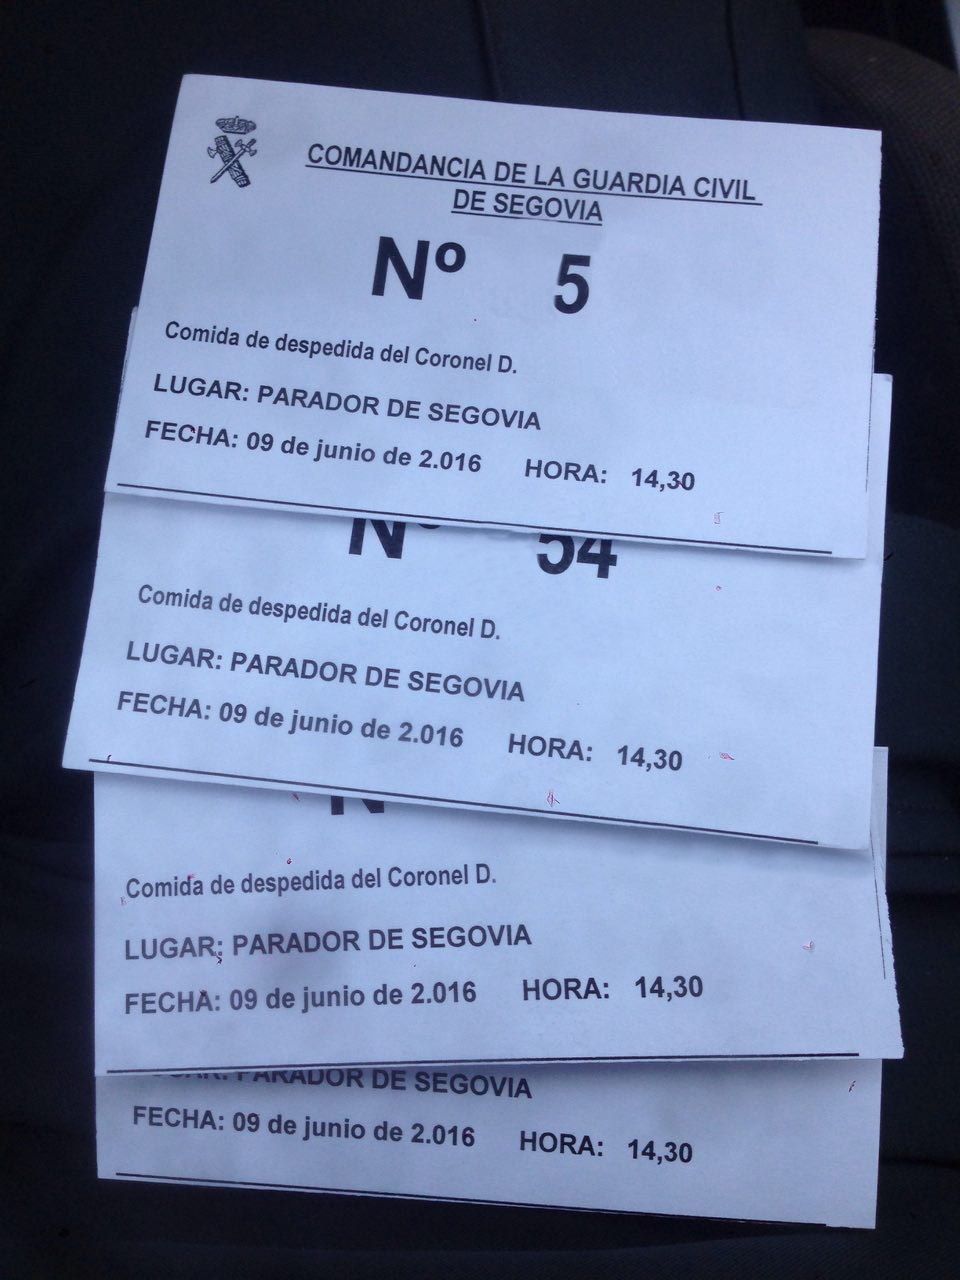 COMANDANCIA DE LA GUARDIA CIVIL
DE SEGOVIA
Nº 5
Comida de despedida del Coronel D.
LUGAR: PARADOR DE SEGOVIA
FECHA: 09 de junio de 2.016 HORA: 14,30
Nº 54
Comida de despedida del Coronel D.
LUGAR: PARADOR DE SEGOVIA
FECHA: 09 de junio de 2.016 HORA: 14,30
N
Comida de despedida del Coronel D.
LUGAR: PARADOR DE SEGOVIA
FECHA: 09 de junio de 2.016 HORA: 14,30
LUGAR: PARADOR DE SEGOVIA
FECHA: 09 de junio de 2.016 HORA: 14,30